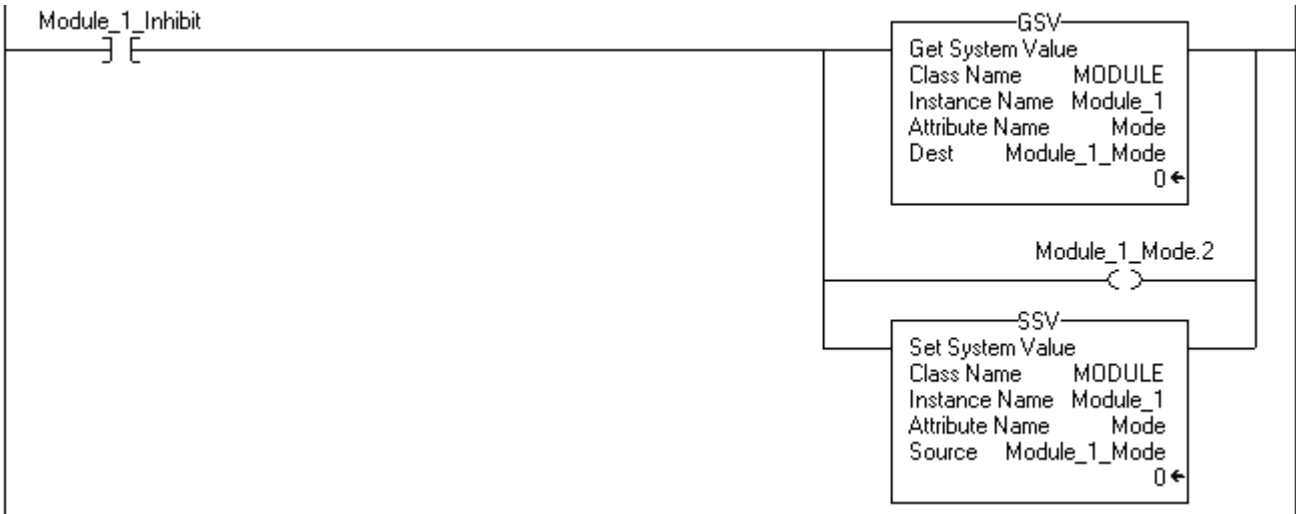 Module_1_Inhibit
GSV
Get System Value
Class Name MODULE
Instance Name Module_1
Attribute Name Mode
Dest Module_1_Mode
0
Module_1_Mode.2
SSV
Set System Value
Class Name MODULE
Instance Name Module_1
Attribute Name Mode
Source Module_1_Mode
0